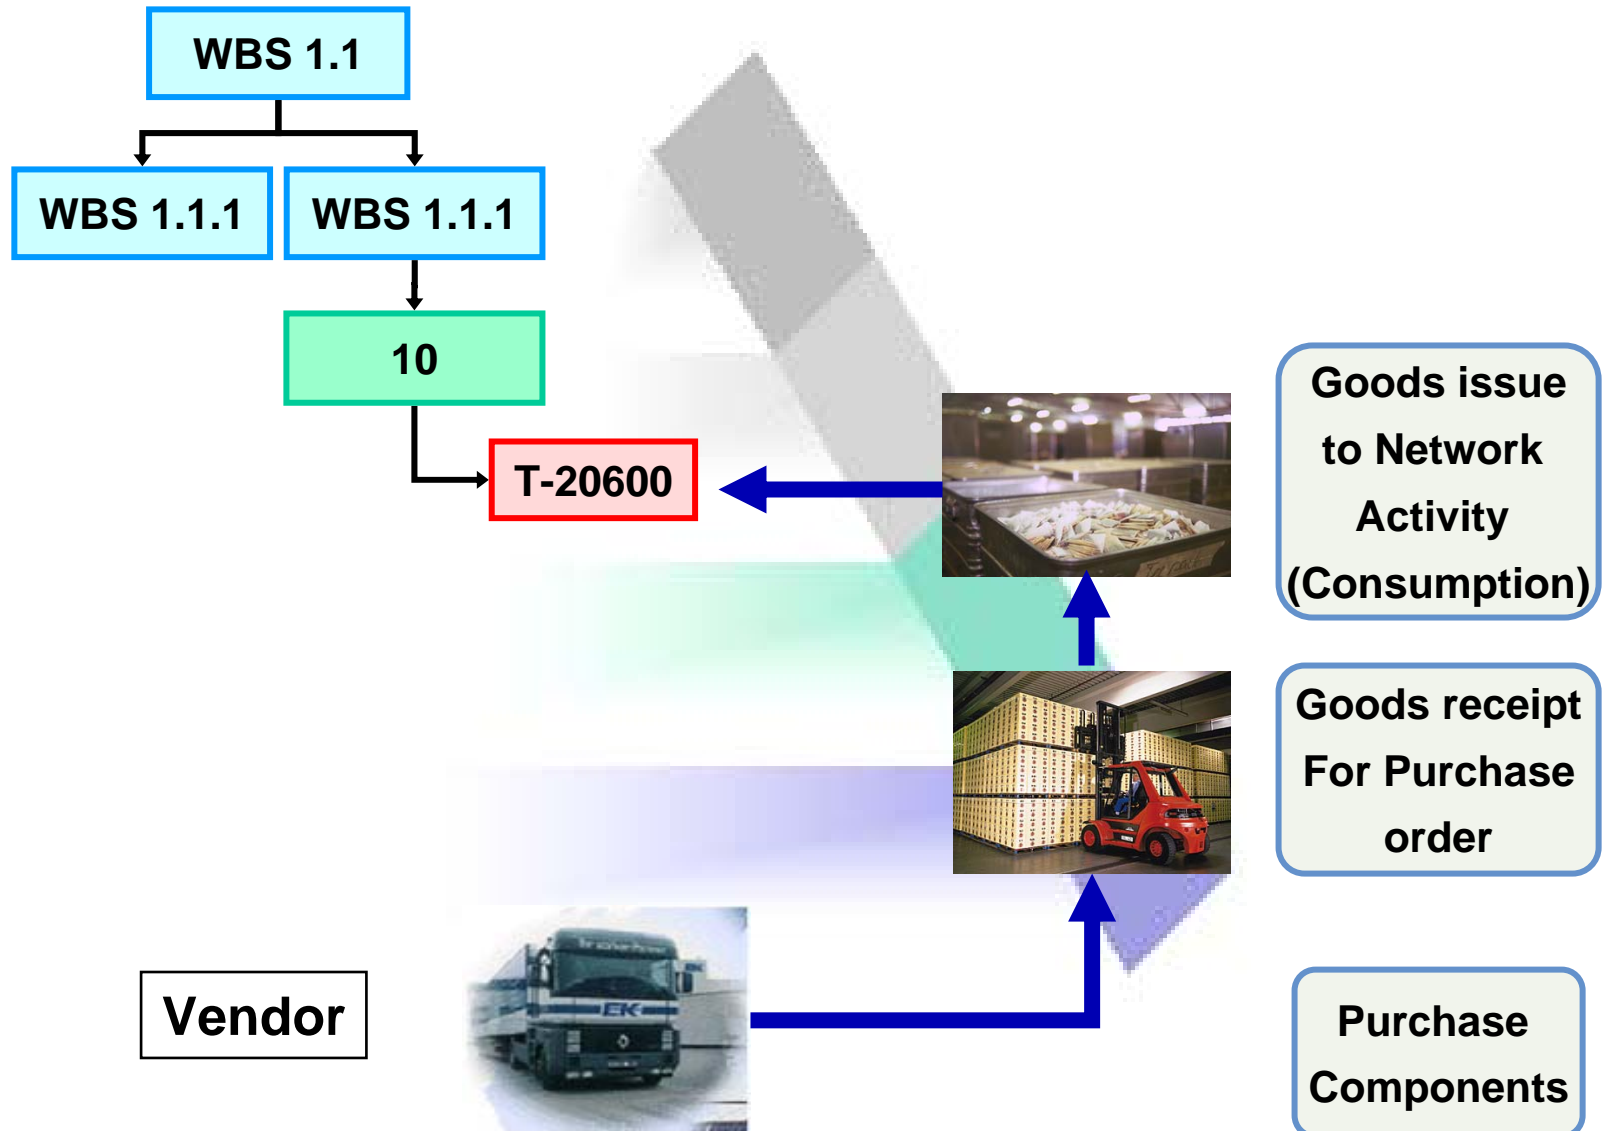 WBS 1.1
WBS 1.1.1
WBS 1.1.1
10
T-20600
Goods issue
to Network
Activity
(Consumption)
Goods receipt
For Purchase
order
Vendor
EK
Purchase
Components